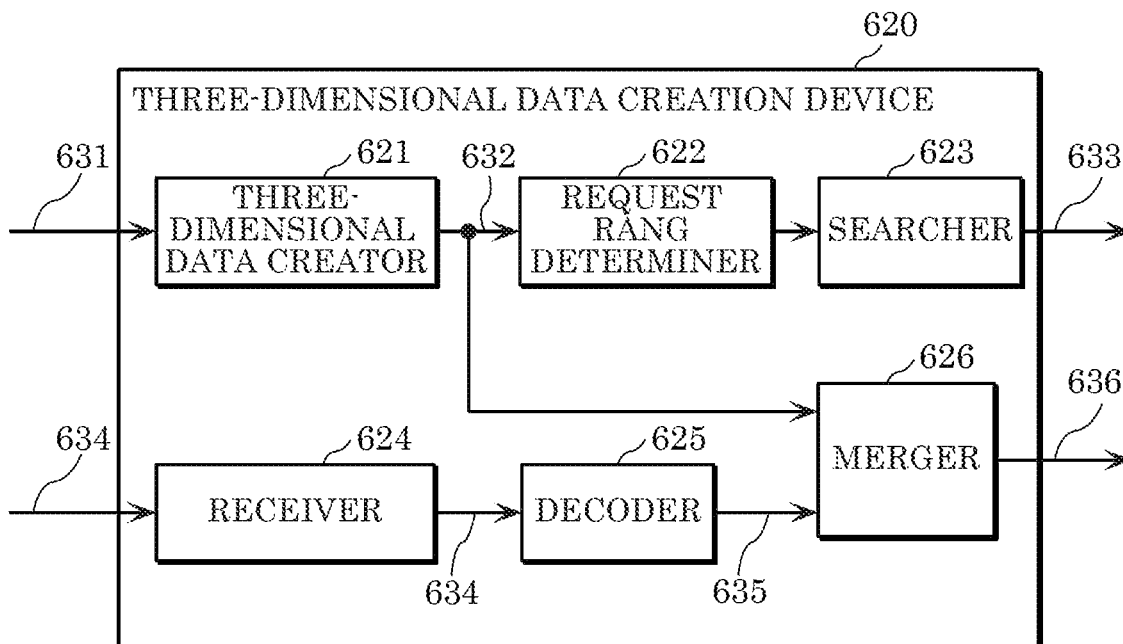 620
THREE-DIMENSIONAL DATA CREATION DEVICE
631
621
632
622
623
633
THREE-
DIMENSIONAL
DATA CREATOR
REQUEST
RANG
DETERMINER
SEARCHER
626
636
634
624
625
MERGER
RECEIVER
DECODER
634
635